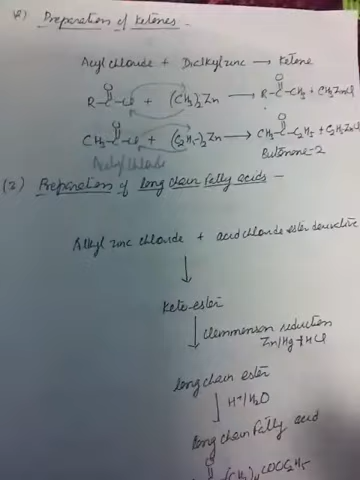 (1) Preparation of Ketones -
Acyl chloride + Dialkylzinc → Ketone
O O
R-C-Cl + (CH3)2Zn → R-C-CH3 + CH3ZnCl
O O
CH3-C-Cl + (C2H5-)2Zn → CH3-C-C2H5 + C2H5ZnCl
Acetyl chloride Butanone-2
(2) Preparation of long chain fatty acids -
Alkyl zinc chloride + acid chloride ester derivative
↓
Keto-ester
↓ Clemmenson reduction
Zn/Hg + HCl
long chain ester
↓ H+/H2O
long chain fatty acid
O